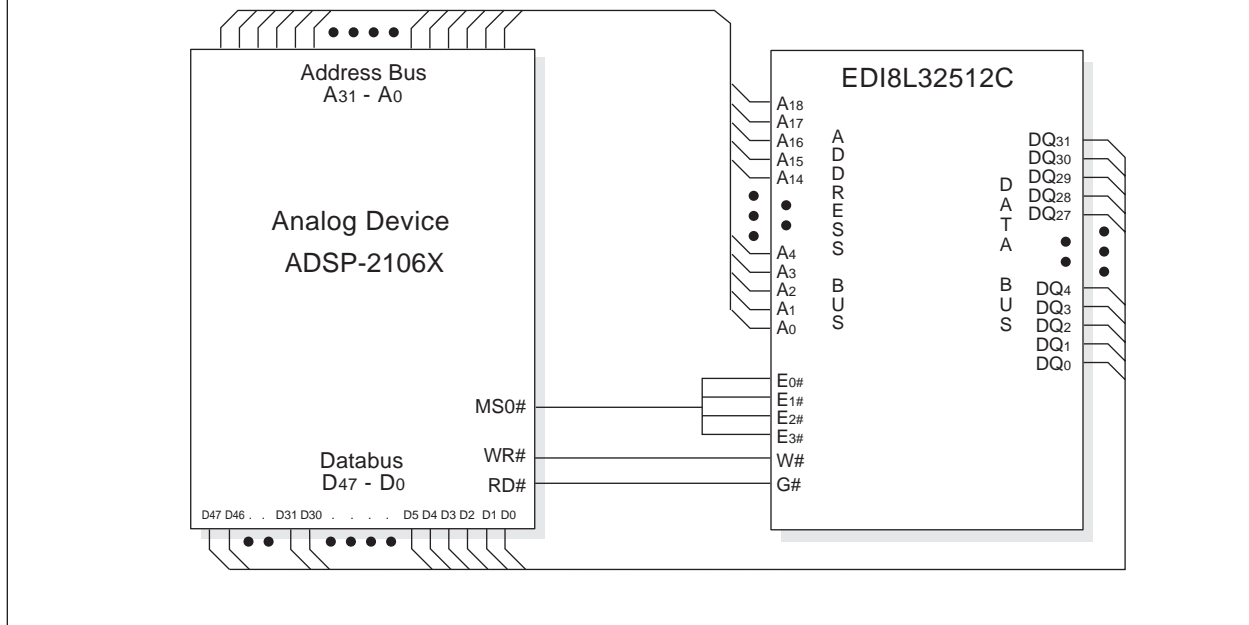 Address Bus
A31 - A0
Analog Device
ADSP-2106X
MS0#
WR#
RD#
Databus
D47 - D0
D47 D46 . . D31 D30 . . . . D5 D4 D3 D2 D1 D0
EDI8L32512C
A18
A17
A16
A15
A14
A4
A3
A2
A1
A0
ADDRESS BUS
E0#
E1#
E2#
E3#
W#
G#
DATA BUS
DQ31
DQ30
DQ29
DQ28
DQ27
DQ4
DQ3
DQ2
DQ1
DQ0